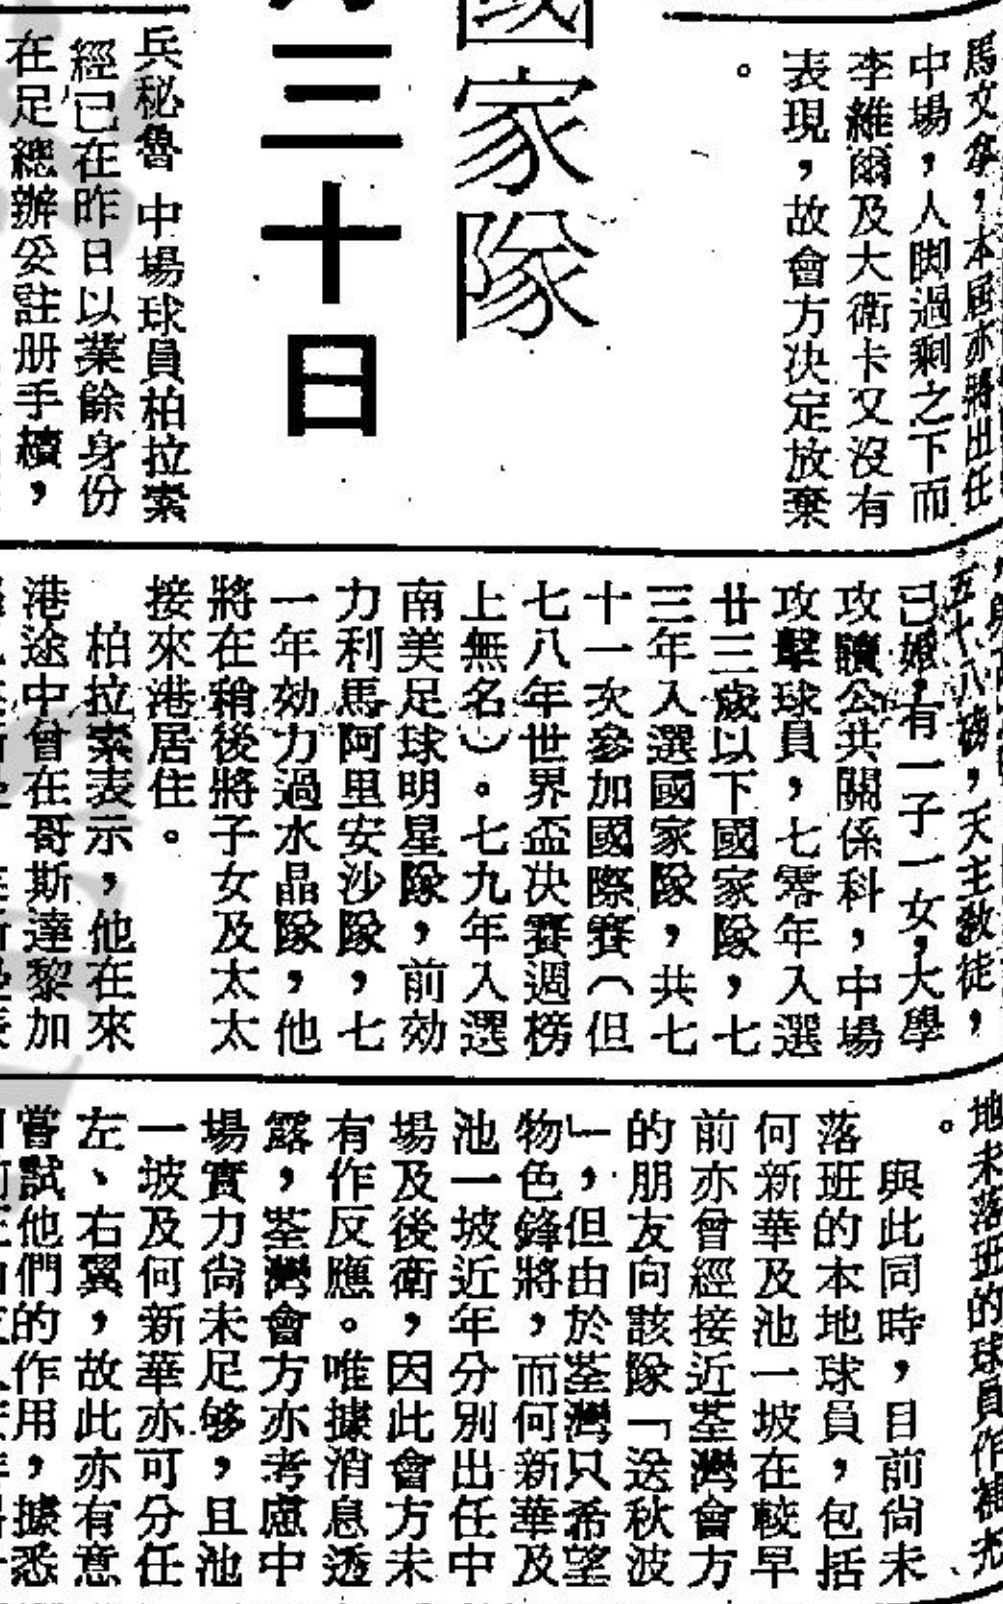 馬文拿，本屆亦將出任
中場，人脚過剩之下而
李維爾及大衛卡又沒有
表現，故會方决定放棄
。
國家隊
三十日
兵秘魯中場球員柏拉索
經已在昨日以業餘身份
在足總辦妥註册手續，
五十八磅，天主敎徒，
已婚，有一子一女，大學
攻讀公共關係科，中場
攻擊球員，七零年入選
廿三歲以下國家隊，七
三年入選國家隊，共七
十一次參加國際賽（但
七八年世界盃决賽週榜
上無名）。七九年入選
南美足球明星隊，前効
力利馬阿里安沙隊，七
一年効力過水晶隊，他
將在稍後將子女及太太
接來港居住。
柏拉索表示，他在來
港途中曾在哥斯達黎加
地未落班的球員作補充
。
與此同時，目前尙未
落班的本地球員，包括
何新華及池一坡在較早
前亦曾經接近荃灣會方
的朋友向該隊「送秋波
」，但由於荃灣只希望
物色鋒將，而何新華及
池一坡近年分別出任中
場及後衛，因此會方未
有作反應。唯據消息透
露，荃灣會方亦考慮中
場實力尙未足够，且池
一坡及何新華亦可分任
左、右翼，故此亦有意
嘗試他們的作用，據悉